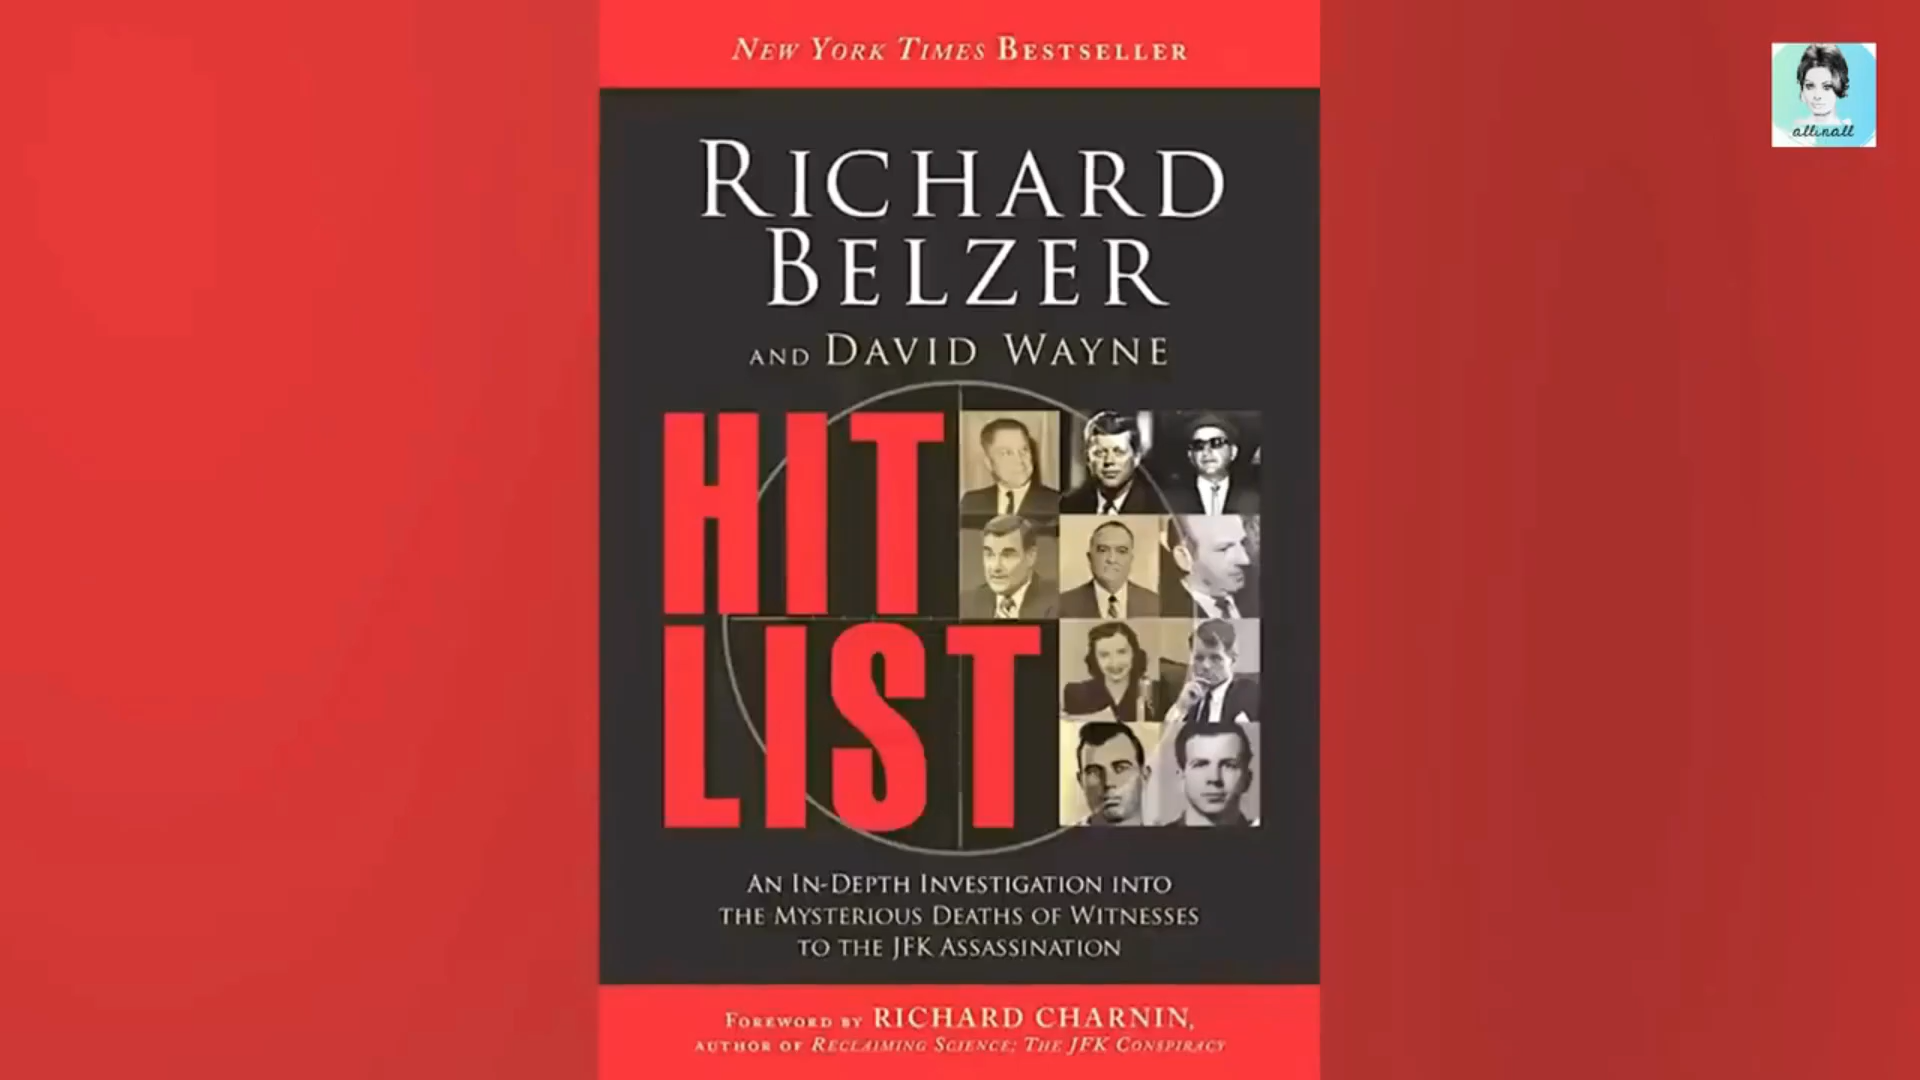 NEW YORK TIMES BESTSELLER
allinall
RICHARD
BELZER
AND DAVID WAYNE
HIT
LIST
AN IN-DEPTH INVESTIGATION INTO
THE MYSTERIOUS DEATHS OF WITNESSES
TO THE JFK ASSASSINATION
FOREWORD BY RICHARD CHARNIN,
AUTHOR OF RECLAIMING SCIENCE: THE JFK CONSPIRACY